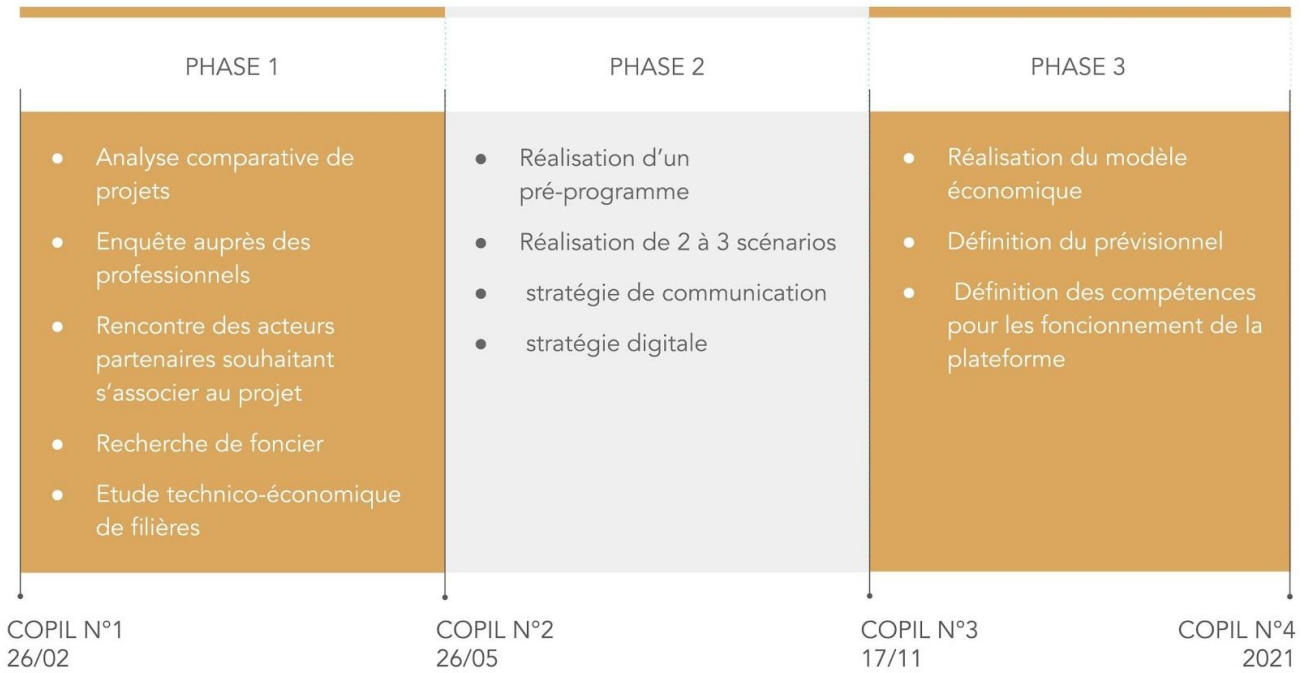 PHASE 1
● Analyse comparative de
projets
● Enquête auprès des
professionnels
● Rencontre des acteurs
partenaires souhaitant
s’associer au projet
● Recherche de foncier
● Etude technico-économique
de filières
PHASE 2
● Réalisation d’un
pré-programme
● Réalisation de 2 à 3 scénarios
● stratégie de communication
● stratégie digitale
PHASE 3
● Réalisation du modèle
économique
● Définition du prévisionnel
● Définition des compétences
pour les foncionnement de la
plateforme
COPIL N°1
26/02
COPIL N°2
26/05
COPIL N°3
17/11
COPIL N°4
2021